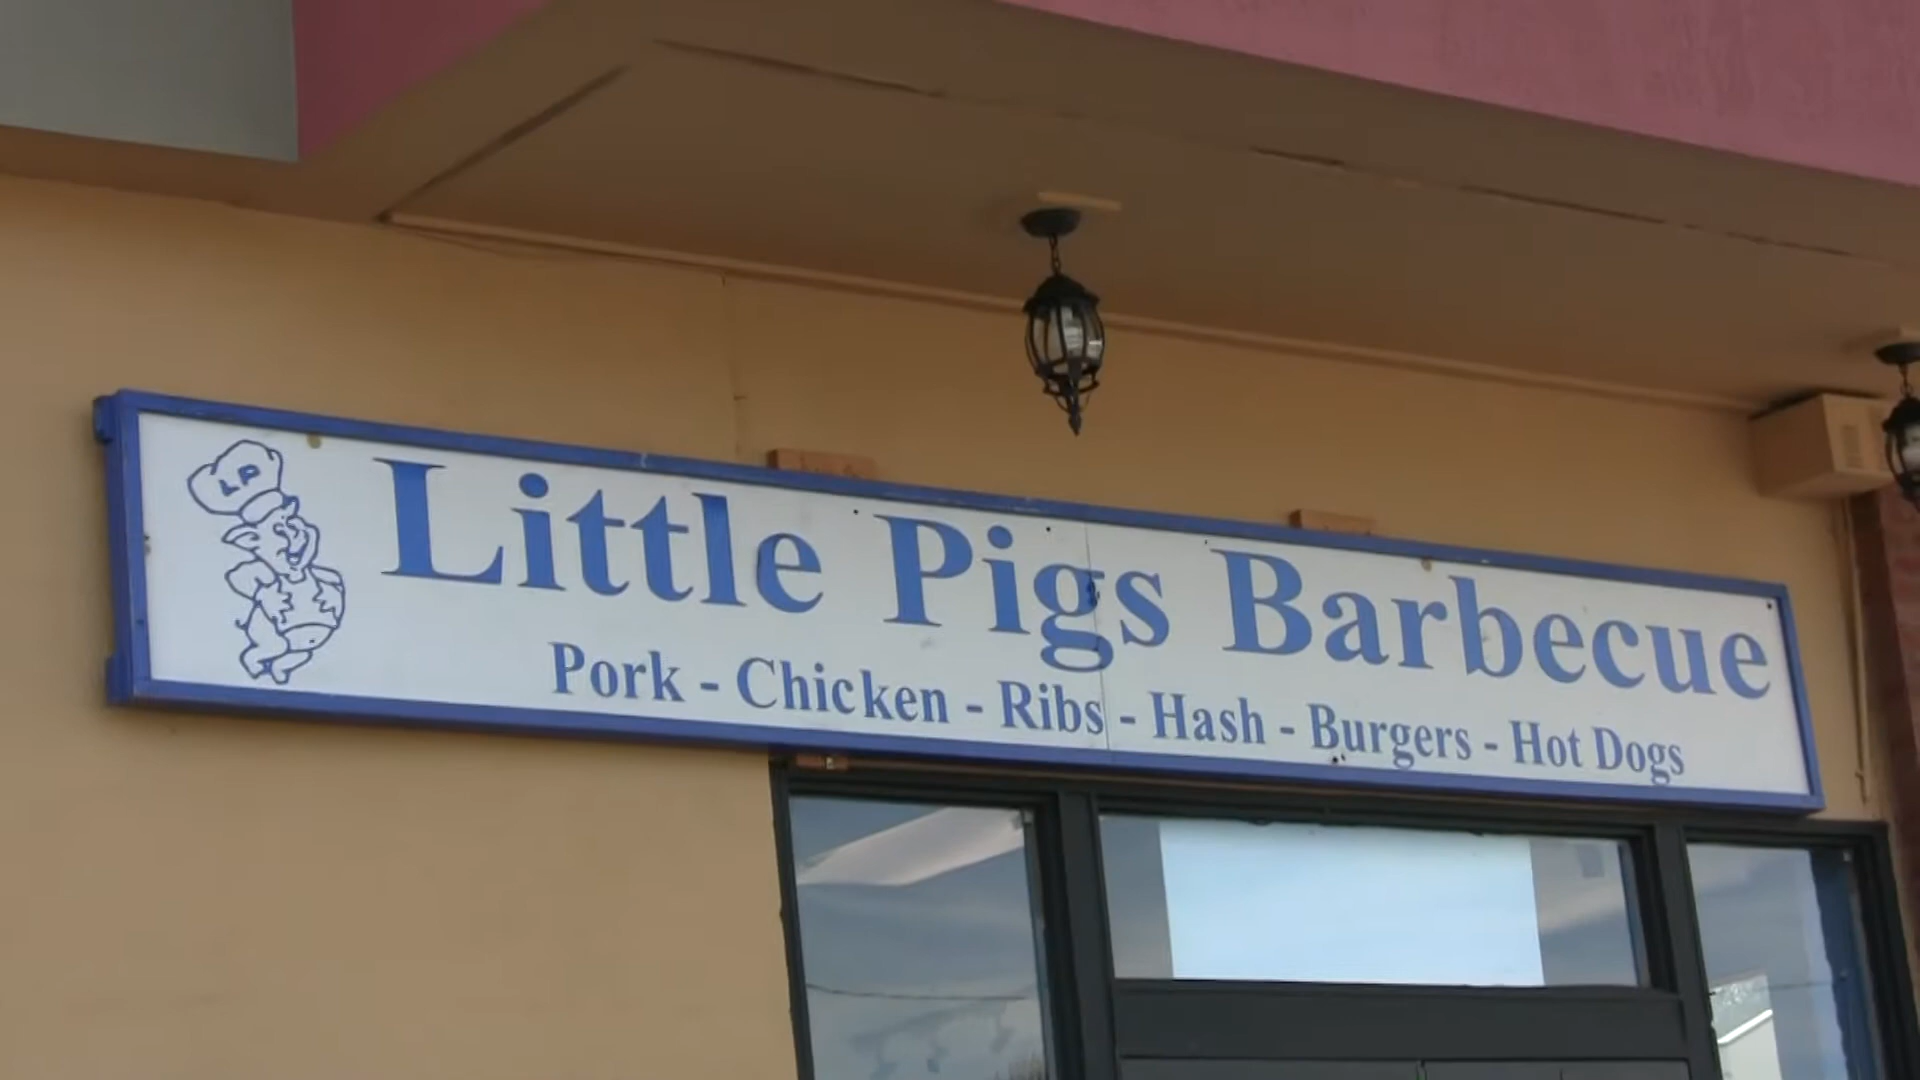 LP
Little Pigs Barbecue
Pork - Chicken - Ribs - Hash - Burgers - Hot Dogs